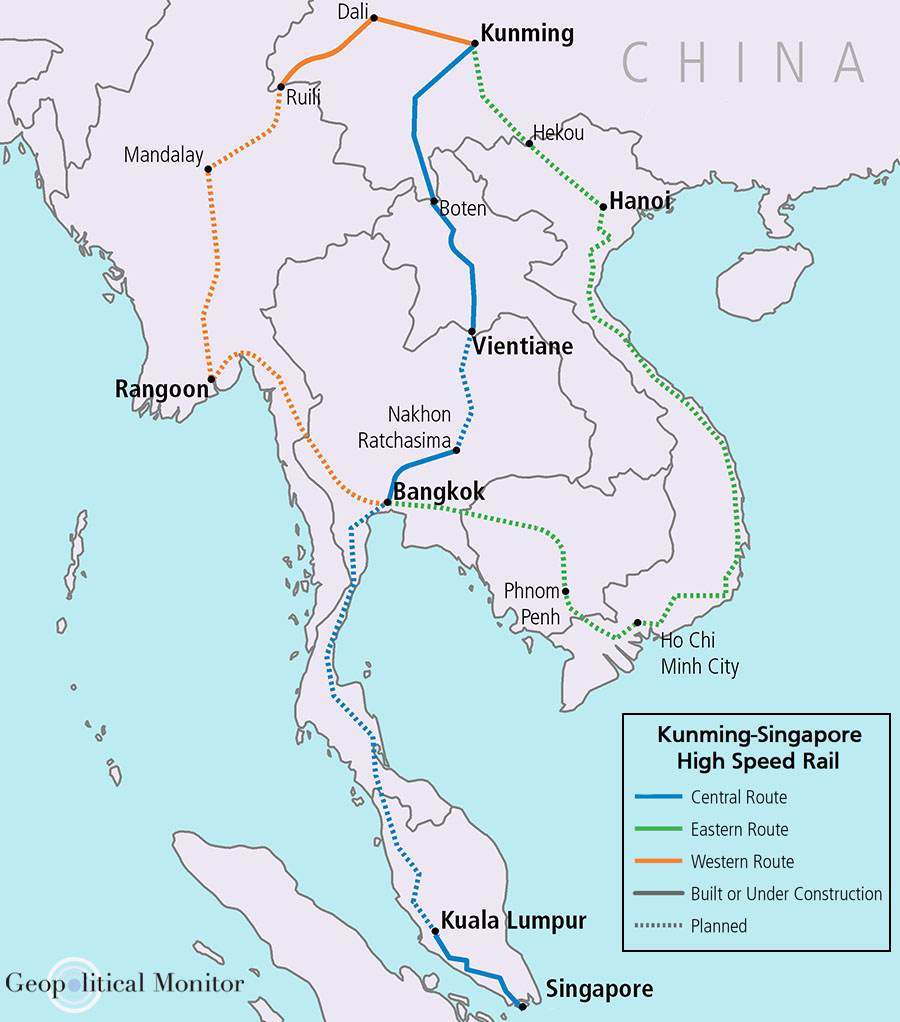 Dali
Kunming
CHINA
Ruili
Hekou
Mandalay
Hanoi
Boten
Vientiane
Rangoon
Nakhon
Ratchasima
Bangkok
Phnom
Penh
Ho Chi
Minh City
Kunming-Singapore
High Speed Rail
Central Route
Eastern Route
Western Route
Built or Under Construction
Planned
Kuala Lumpur
Geopolitical Monitor
Singapore